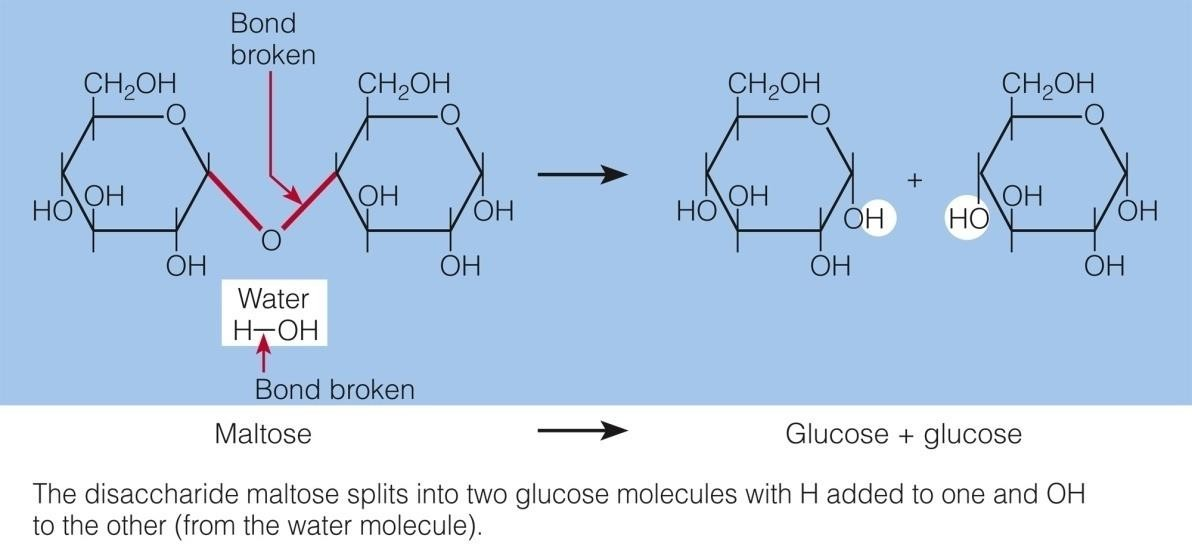 Bond
broken
CH₂OH CH₂OH CH₂OH CH₂OH
O O O O
HO OH OH OH HO OH OH HO OH OH
O
+
OH OH OH OH
Water
H—OH
Bond broken
Maltose Glucose + glucose
The disaccharide maltose splits into two glucose molecules with H added to one and OH
to the other (from the water molecule).